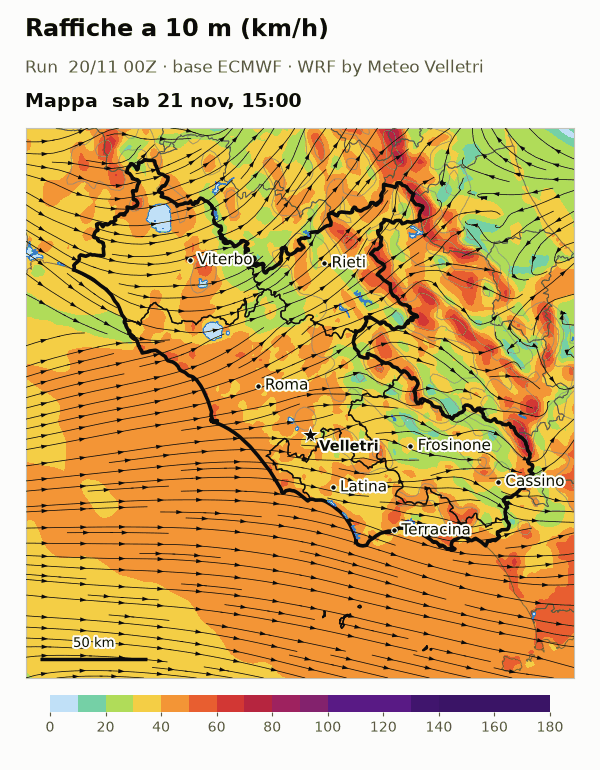 Raffiche a 10 m (km/h)
Run 20/11 00Z · base ECMWF · WRF by Meteo Velletri
Mappa sab 21 nov, 15:00
Viterbo
Rieti
Roma
Velletri
Frosinone
Cassino
Latina
Terracina
50 km
0 20 40 60 80 100 120 140 160 180